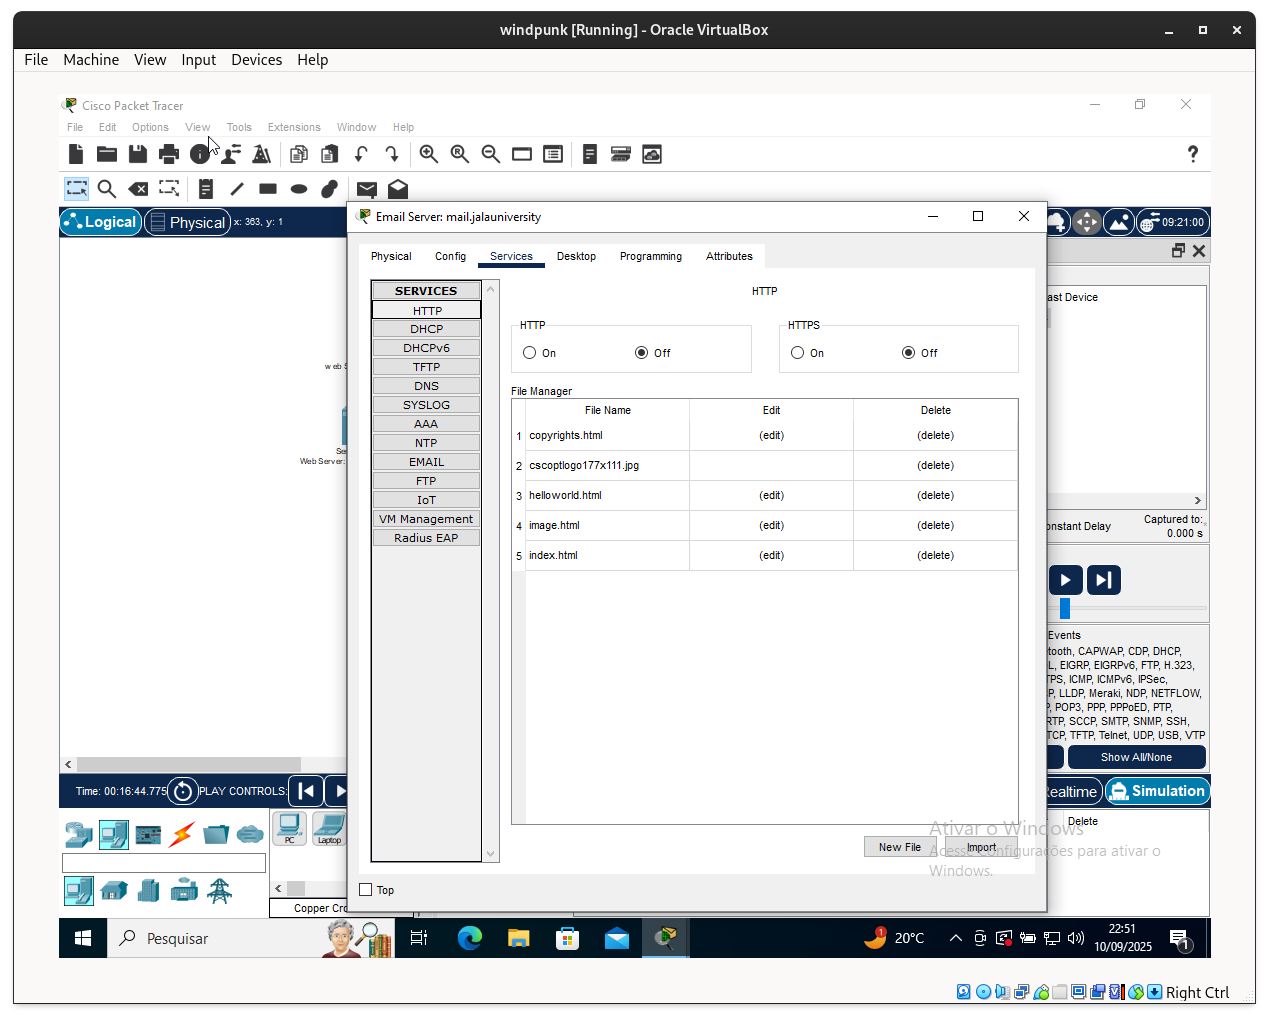 windpunk [Running] - Oracle VirtualBox
File Machine View Input Devices Help
Cisco Packet Tracer
File Edit Options View Tools Extensions Window Help
Logical Physical x: 363, y: 1
09:21:00
Email Server: mail.jalauniversity
Physical Config Services Desktop Programming Attributes
SERVICES
HTTP
DHCP
DHCPv6
TFTP
DNS
SYSLOG
AAA
NTP
EMAIL
FTP
IoT
VM Management
Radius EAP
HTTP
HTTP
On Off
HTTPS
On Off
File Manager
File Name Edit Delete
1 copyrights.html (edit) (delete)
2 cscoptlogo177x111.jpg (delete)
3 helloworld.html (edit) (delete)
4 image.html (edit) (delete)
5 index.html (edit) (delete)
New File Import
Top
web S
Se
Web Server:
ast Device
onstant Delay
Captured to:
0.000 s
Events
tooth, CAPWAP, CDP, DHCP,
L, EIGRP, EIGRPv6, FTP, H.323,
TPS, ICMP, ICMPv6, IPSec,
P, LLDP, Meraki, NDP, NETFLOW,
P, POP3, PPP, PPPoED, PTP,
RTP, SCCP, SMTP, SNMP, SSH,
TCP, TFTP, Telnet, UDP, USB, VTP
Show All/None
Time: 00:16:44.775 PLAY CONTROLS:
ealtime Simulation
PC Laptop
Delete
Copper Cro
Ativar o Windows
Acesse Configurações para ativar o
Windows.
Pesquisar
1
20°C
22:51
10/09/2025
1
Right Ctrl